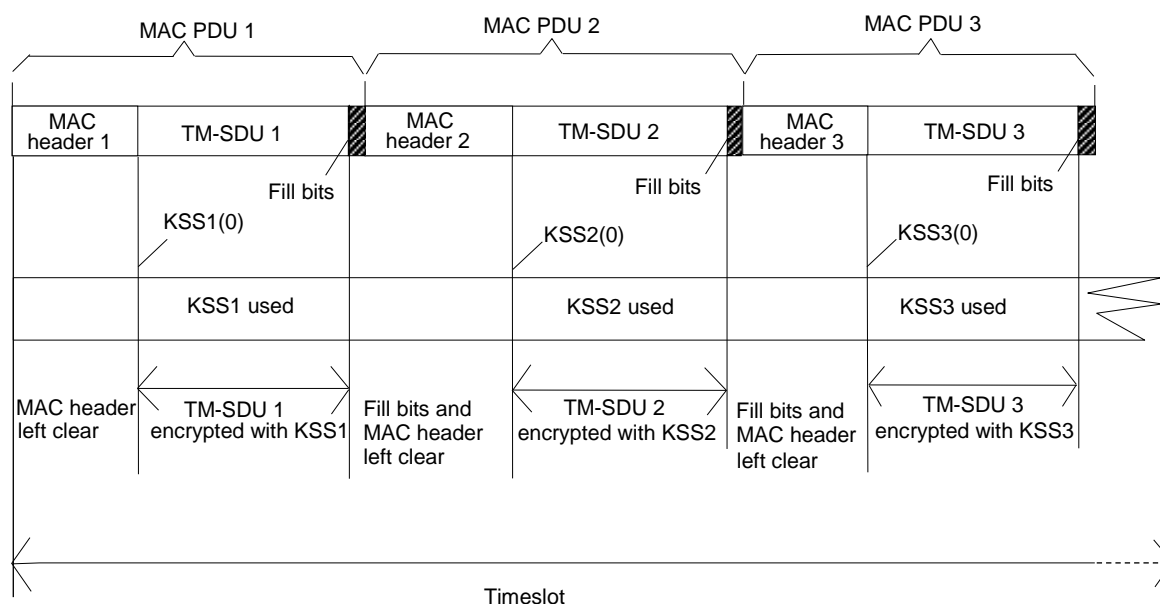 MAC PDU 1
MAC PDU 2
MAC PDU 3
MAC
header 1
TM-SDU 1
MAC
header 2
TM-SDU 2
MAC
header 3
TM-SDU 3
Fill bits
Fill bits
Fill bits
KSS1(0)
KSS2(0)
KSS3(0)
KSS1 used
KSS2 used
KSS3 used
MAC header
left clear
TM-SDU 1
encrypted with KSS1
Fill bits and
MAC header
left clear
TM-SDU 2
encrypted with KSS2
Fill bits and
MAC header
left clear
TM-SDU 3
encrypted with KSS3
Timeslot